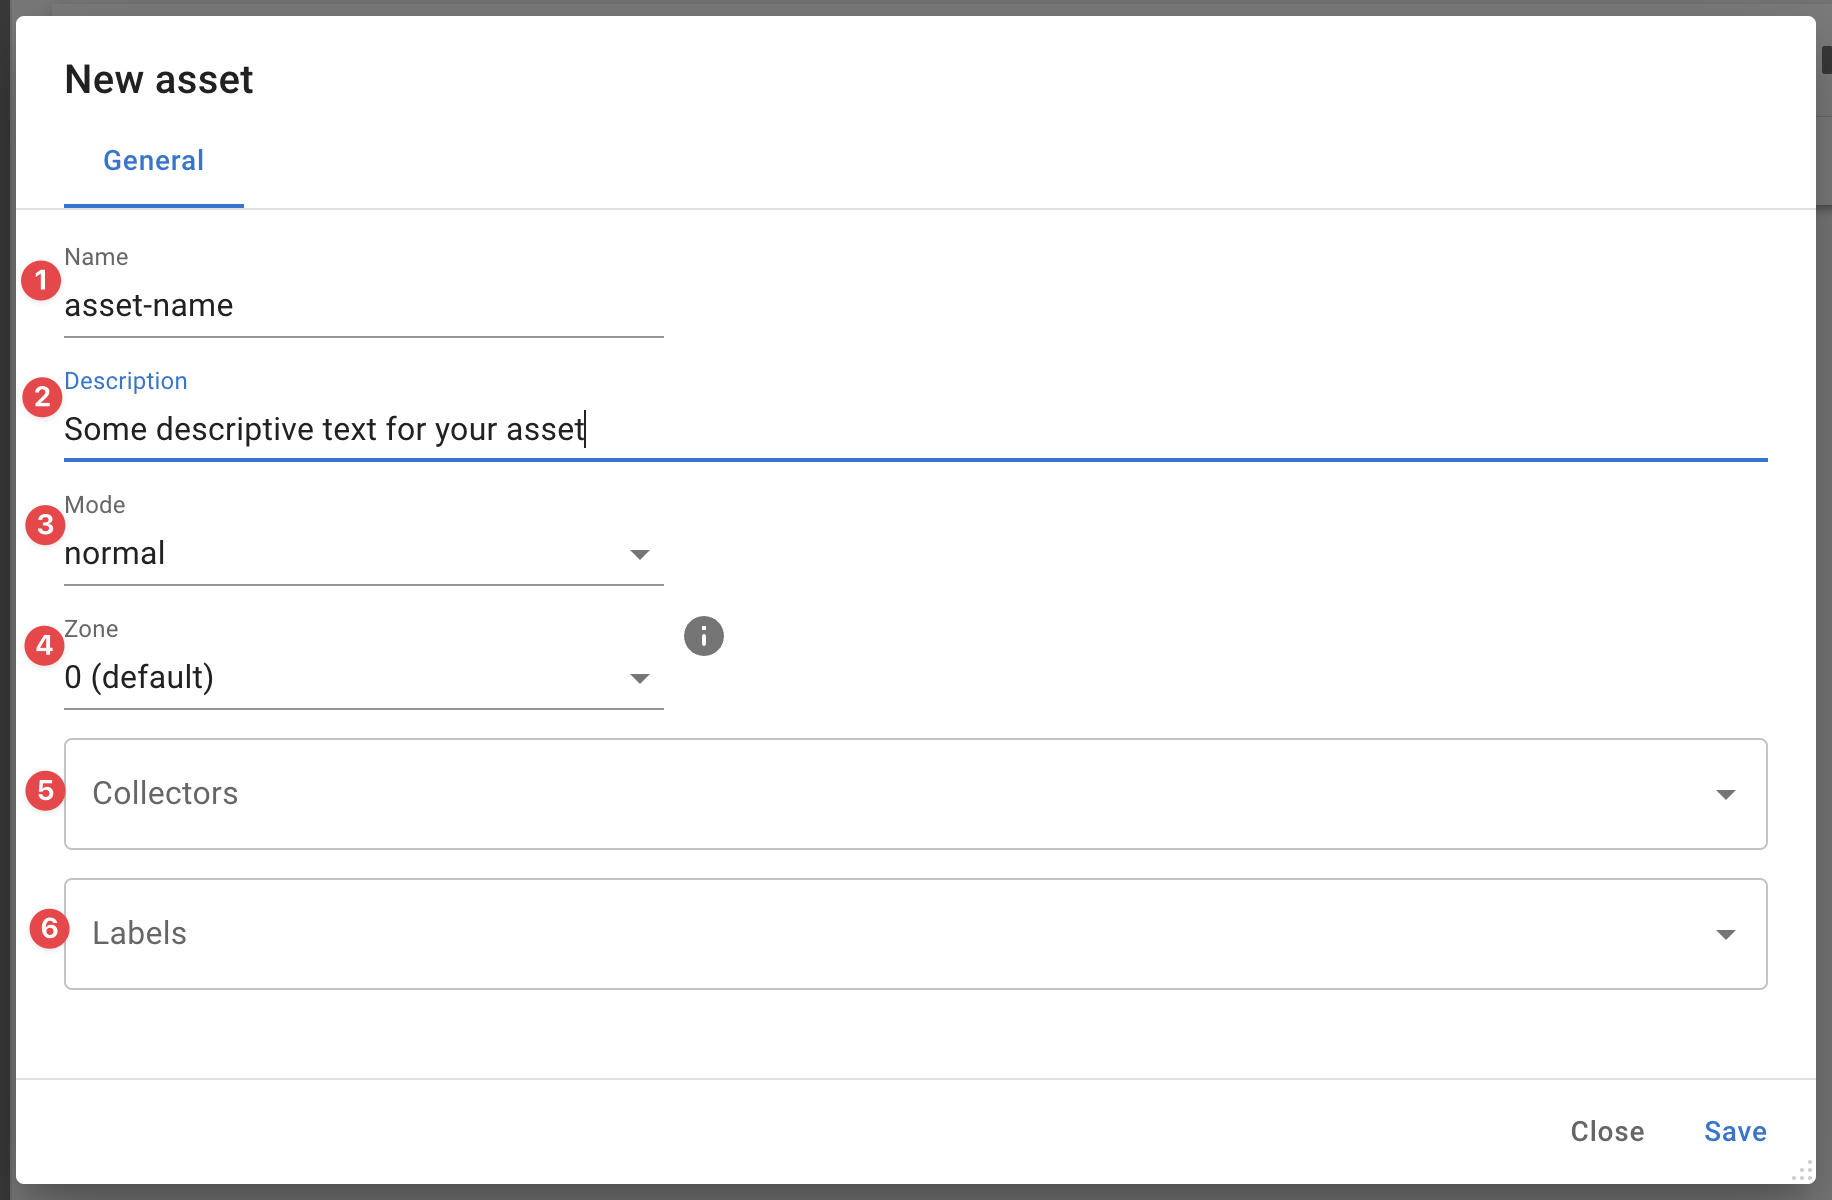 New asset
General
Name
1
asset-name
Description
2
Some descriptive text for your asset
Mode
3
normal
Zone
4
0 (default)
5
Collectors
6
Labels
Close
Save